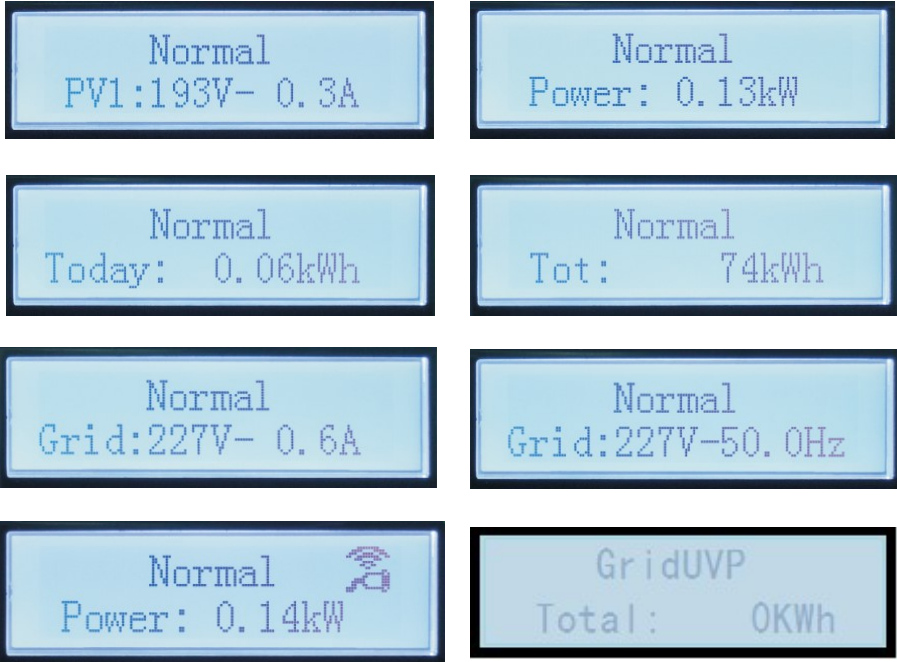 Normal
PV1:193V- 0.3A
Normal
Power: 0.13kW
Normal
Today: 0.06kWh
Normal
Tot: 74kWh
Normal
Grid:227V- 0.6A
Normal
Grid:227V-50.0Hz
Normal
Power: 0.14kW
GridUVP
Total: 0KWh